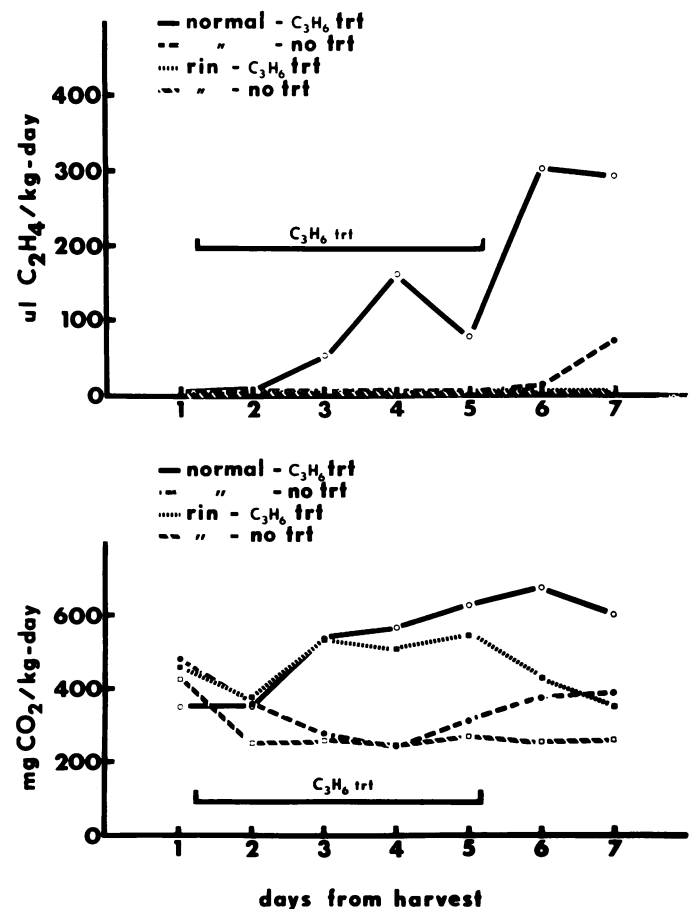 normal - C₃H₆ trt
" - no trt
rin - C₃H₆ trt
" - no trt
ul C₂H₄/kg-day
400
300
200
100
0
C₃H₆ trt
1 2 3 4 5 6 7
normal - C₃H₆ trt
" - no trt
rin - C₃H₆ trt
" - no trt
mg CO₂/kg-day
600
400
200
0
C₃H₆ trt
1 2 3 4 5 6 7
days from harvest